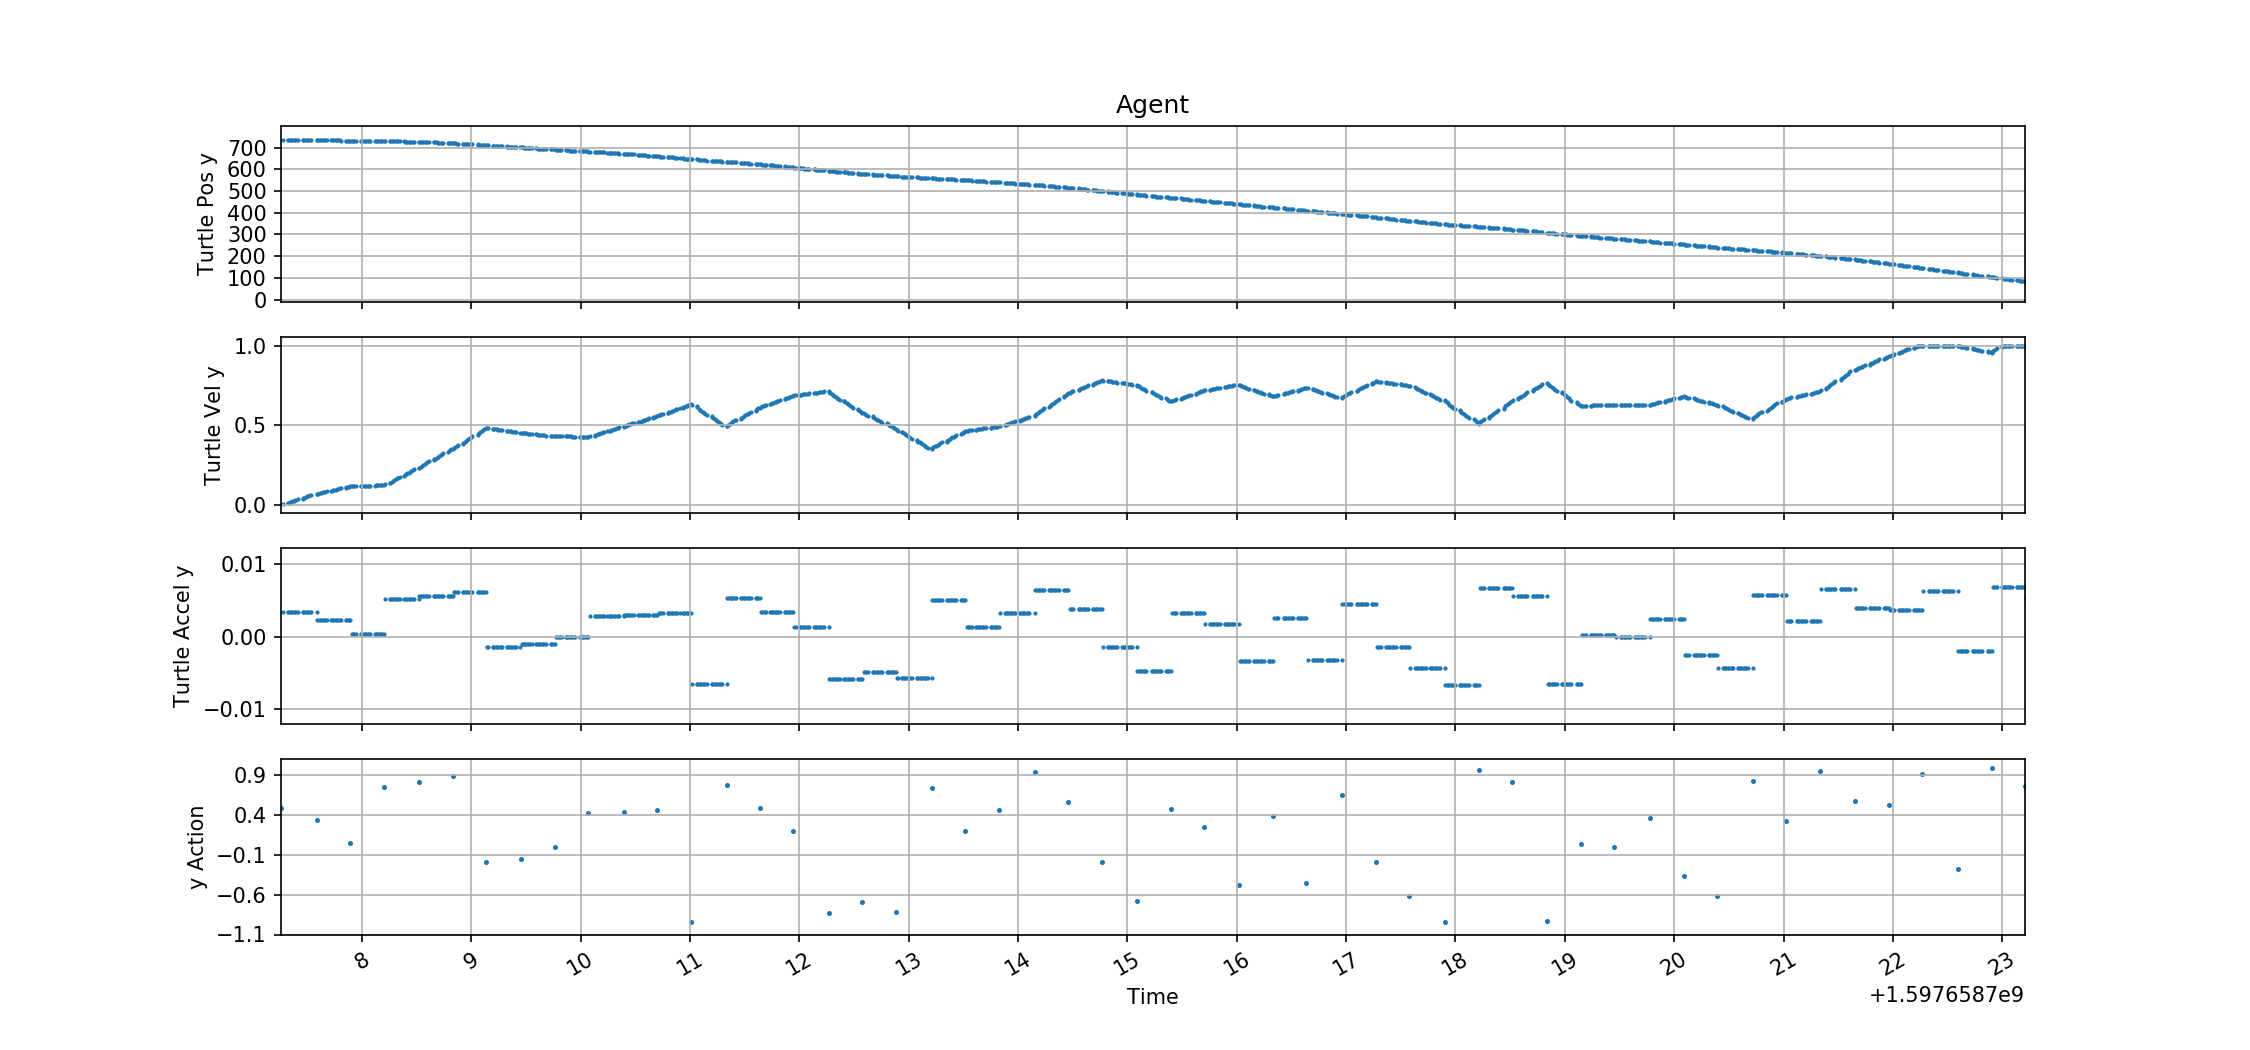 Agent
Turtle Pos y
700
600
500
400
300
200
100
0
Turtle Vel y
1.0
0.5
0.0
Turtle Accel y
0.01
0.00
−0.01
y Action
0.9
0.4
−0.1
−0.6
−1.1
8 9 10 11 12 13 14 15 16 17 18 19 20 21 22 23
Time
+1.5976587e9